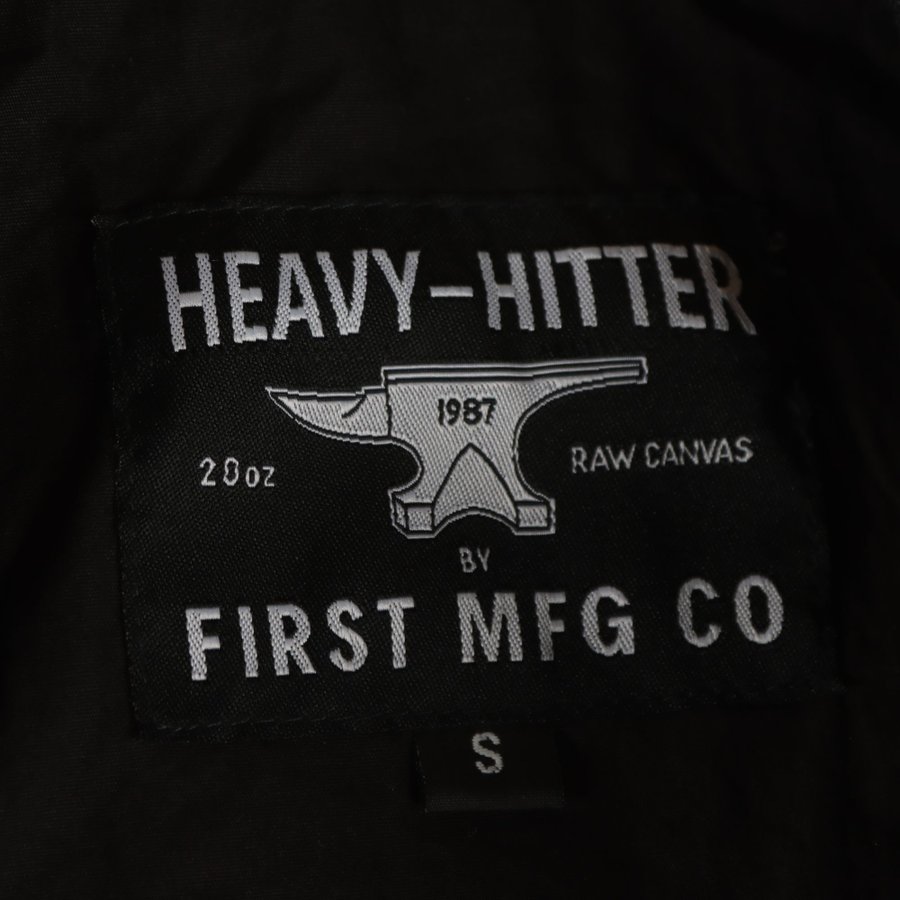 HEAVY-HITTER
1987
20oz
RAW CANVAS
BY
FIRST MFG CO
S